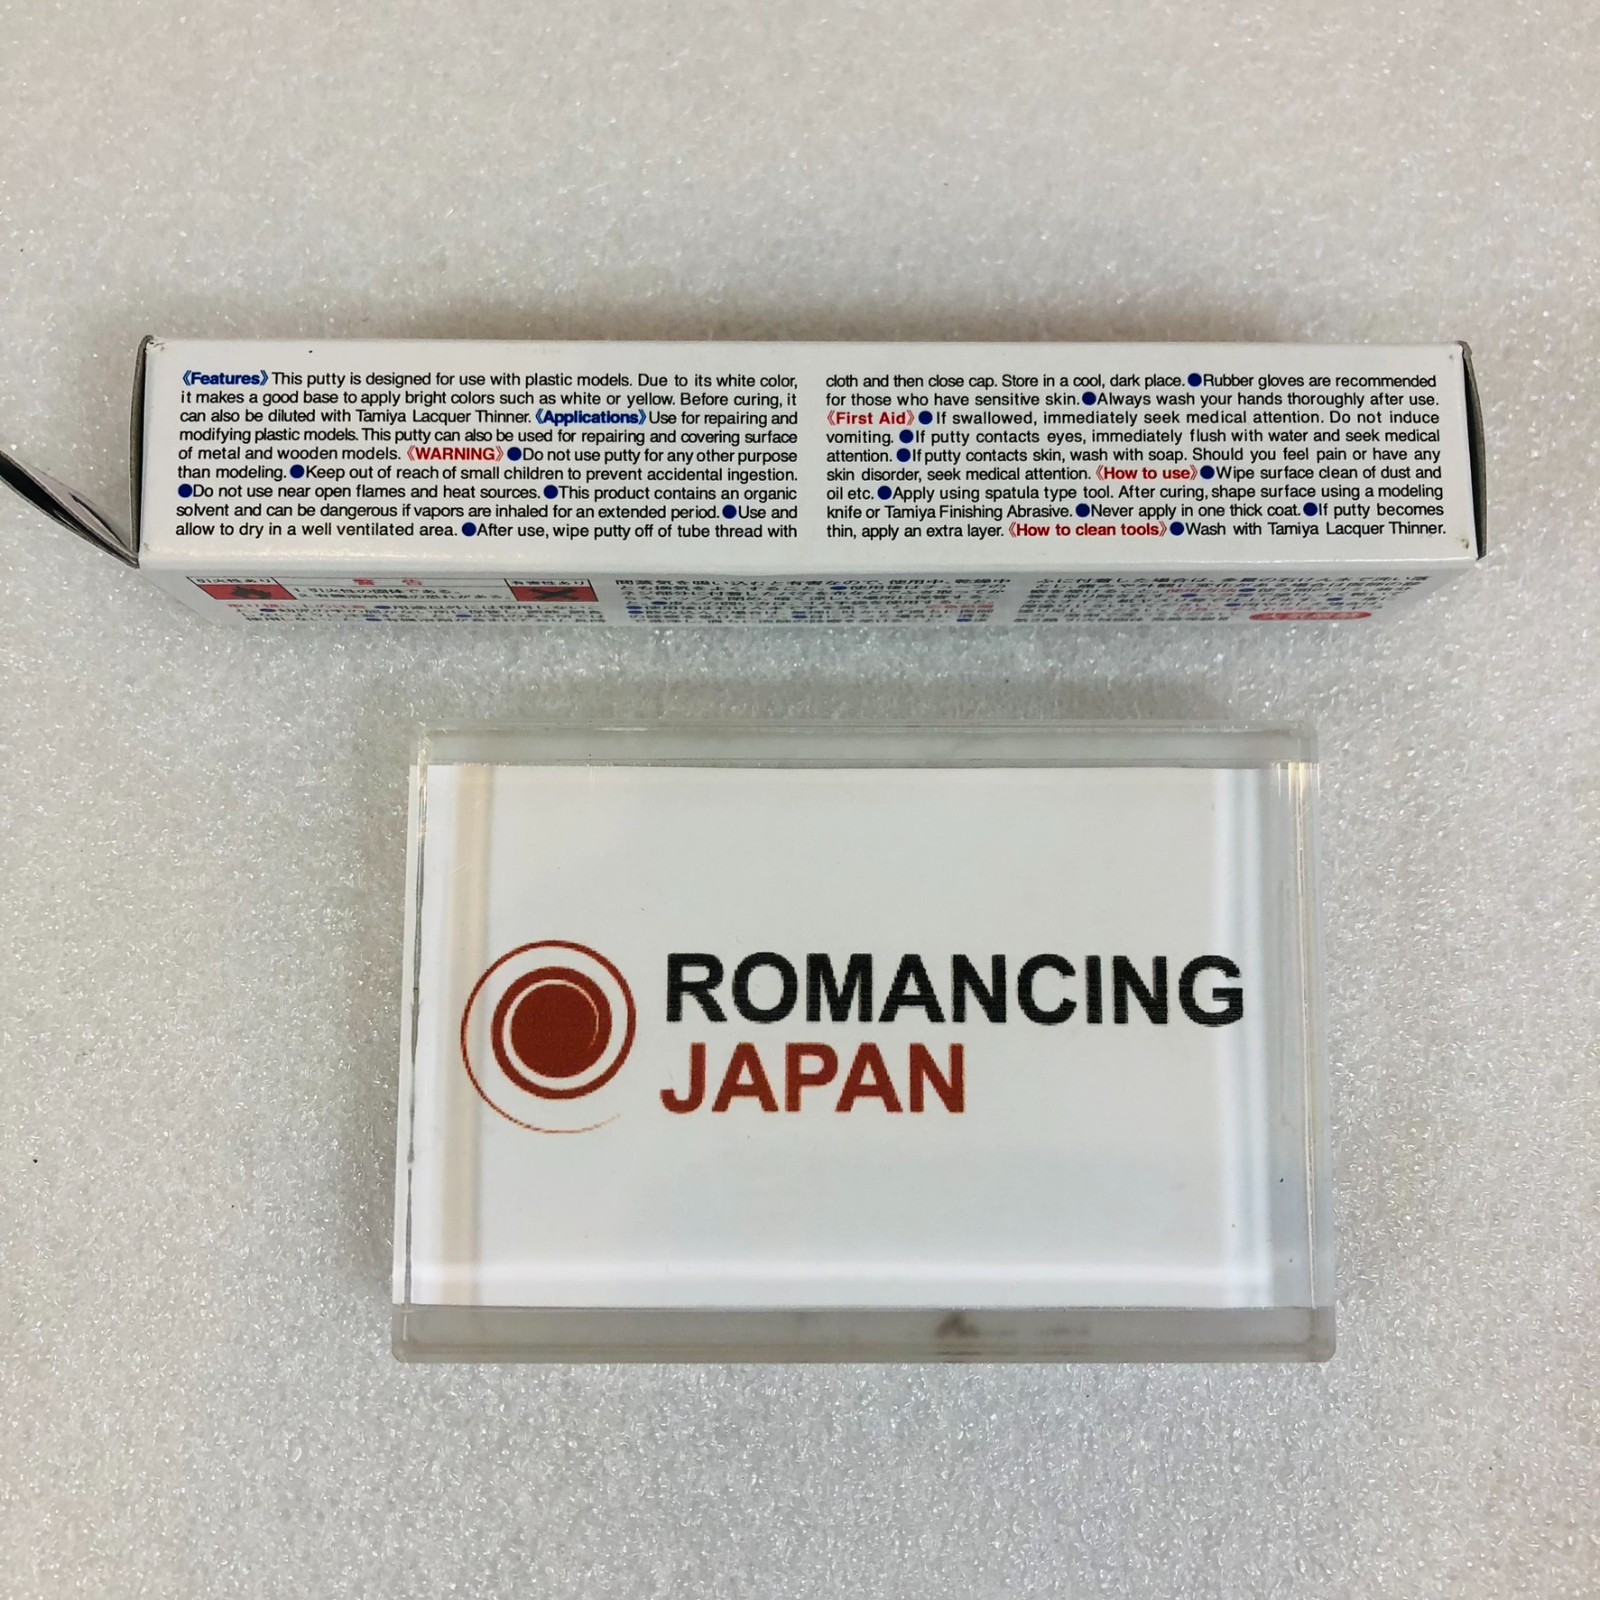 《Features》This putty is designed for use with plastic models. Due to its white color,
it makes a good base to apply bright colors such as white or yellow. Before curing, it
can also be diluted with Tamiya Lacquer Thinner. 《Applications》Use for repairing and
modifying plastic models. This putty can also be used for repairing and covering surface
of metal and wooden models. 《WARNING》●Do not use putty for any other purpose
than modeling. ●Keep out of reach of small children to prevent accidental ingestion.
●Do not use near open flames and heat sources. ●This product contains an organic
solvent and can be dangerous if vapors are inhaled for an extended period. ●Use and
allow to dry in a well ventilated area. ●After use, wipe putty off of tube thread with
cloth and then close cap. Store in a cool, dark place. ●Rubber gloves are recommended
for those who have sensitive skin. ●Always wash your hands thoroughly after use.
《First Aid》●If swallowed, immediately seek medical attention. Do not induce
vomiting. ●If putty contacts eyes, immediately flush with water and seek medical
attention. ●If putty contacts skin, wash with soap. Should you feel pain or have any
skin disorder, seek medical attention. 《How to use》●Wipe surface clean of dust and
oil etc. ●Apply using spatula type tool. After curing, shape surface using a modeling
knife or Tamiya Finishing Abrasive. ●Never apply in one thick coat. ●If putty becomes
thin, apply an extra layer. 《How to clean tools》●Wash with Tamiya Lacquer Thinner.
引火性あり
警告
有害性あり
ROMANCING
JAPAN